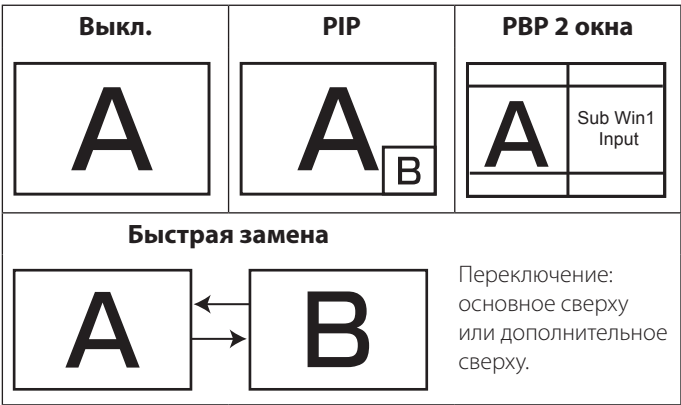 Выкл.
PIP
PBP 2 окна
A
A
B
A
Sub Win1
Input
Быстрая замена
A
B
Переключение:
основное сверху
или дополнительное
сверху.